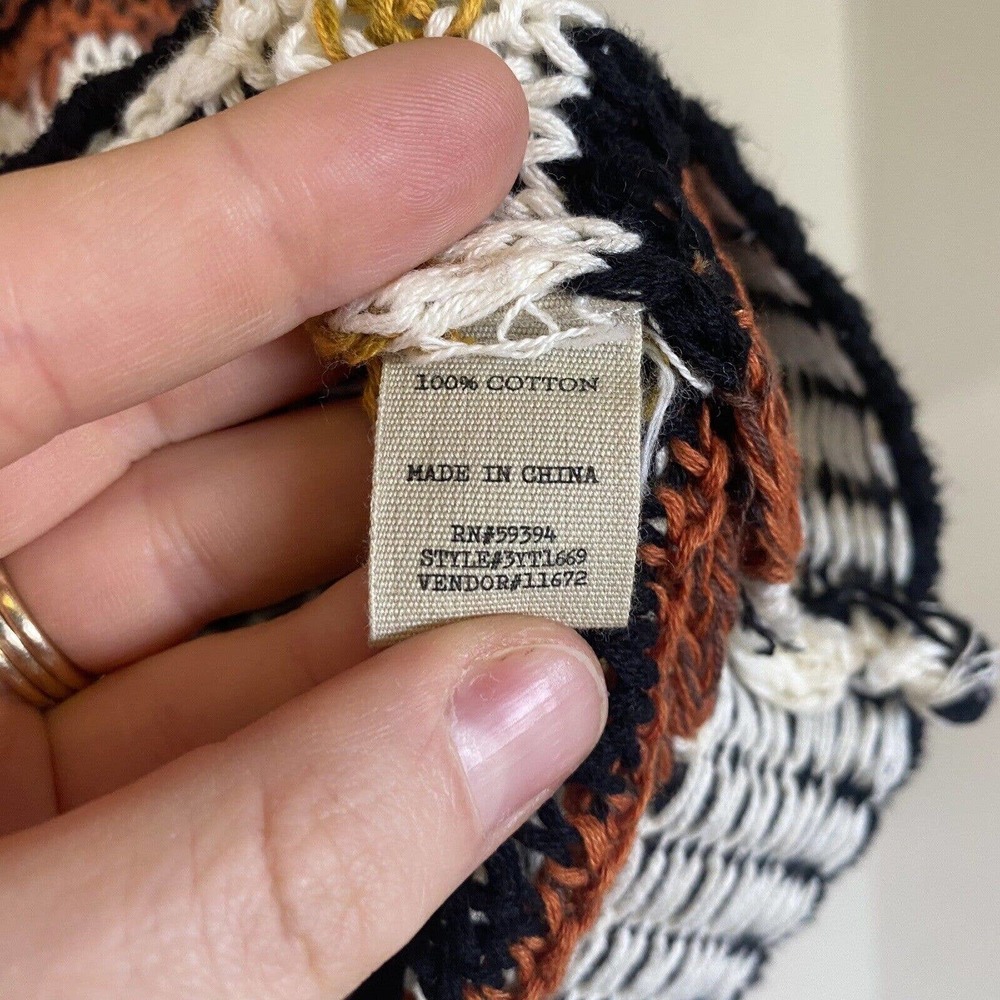 100% COTTON
MADE IN CHINA
RN#59394
STYLE#3YT1669
VENDOR#11672